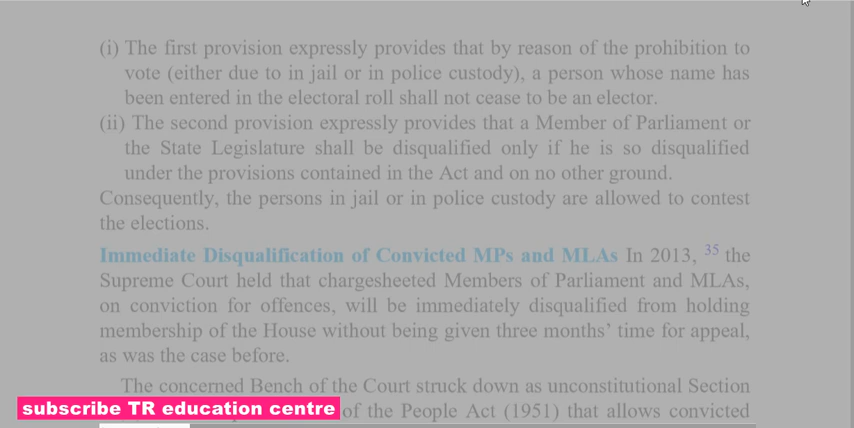 (i) The first provision expressly provides that by reason of the prohibition to
vote (either due to in jail or in police custody), a person whose name has
been entered in the electoral roll shall not cease to be an elector.
(ii) The second provision expressly provides that a Member of Parliament or
the State Legislature shall be disqualified only if he is so disqualified
under the provisions contained in the Act and on no other ground.
Consequently, the persons in jail or in police custody are allowed to contest
the elections.
Immediate Disqualification of Convicted MPs and MLAs In 2013, 35 the
Supreme Court held that chargesheeted Members of Parliament and MLAs,
on conviction for offences, will be immediately disqualified from holding
membership of the House without being given three months’ time for appeal,
as was the case before.
The concerned Bench of the Court struck down as unconstitutional Section
subscribe TR education centre of the People Act (1951) that allows convicted